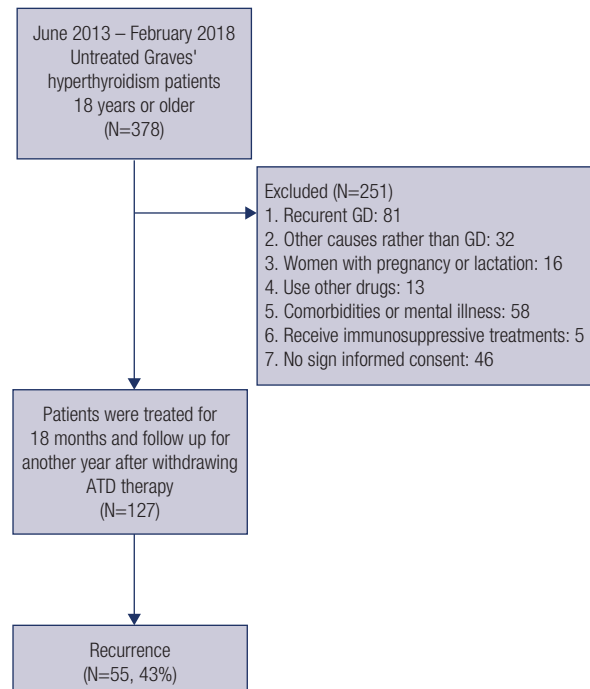 June 2013 – February 2018
Untreated Graves'
hyperthyroidism patients
18 years or older
(N=378)
Excluded (N=251)
1. Recurent GD: 81
2. Other causes rather than GD: 32
3. Women with pregnancy or lactation: 16
4. Use other drugs: 13
5. Comorbidities or mental illness: 58
6. Receive immunosuppressive treatments: 5
7. No sign informed consent: 46
Patients were treated for
18 months and follow up for
another year after withdrawing
ATD therapy
(N=127)
Recurrence
(N=55, 43%)